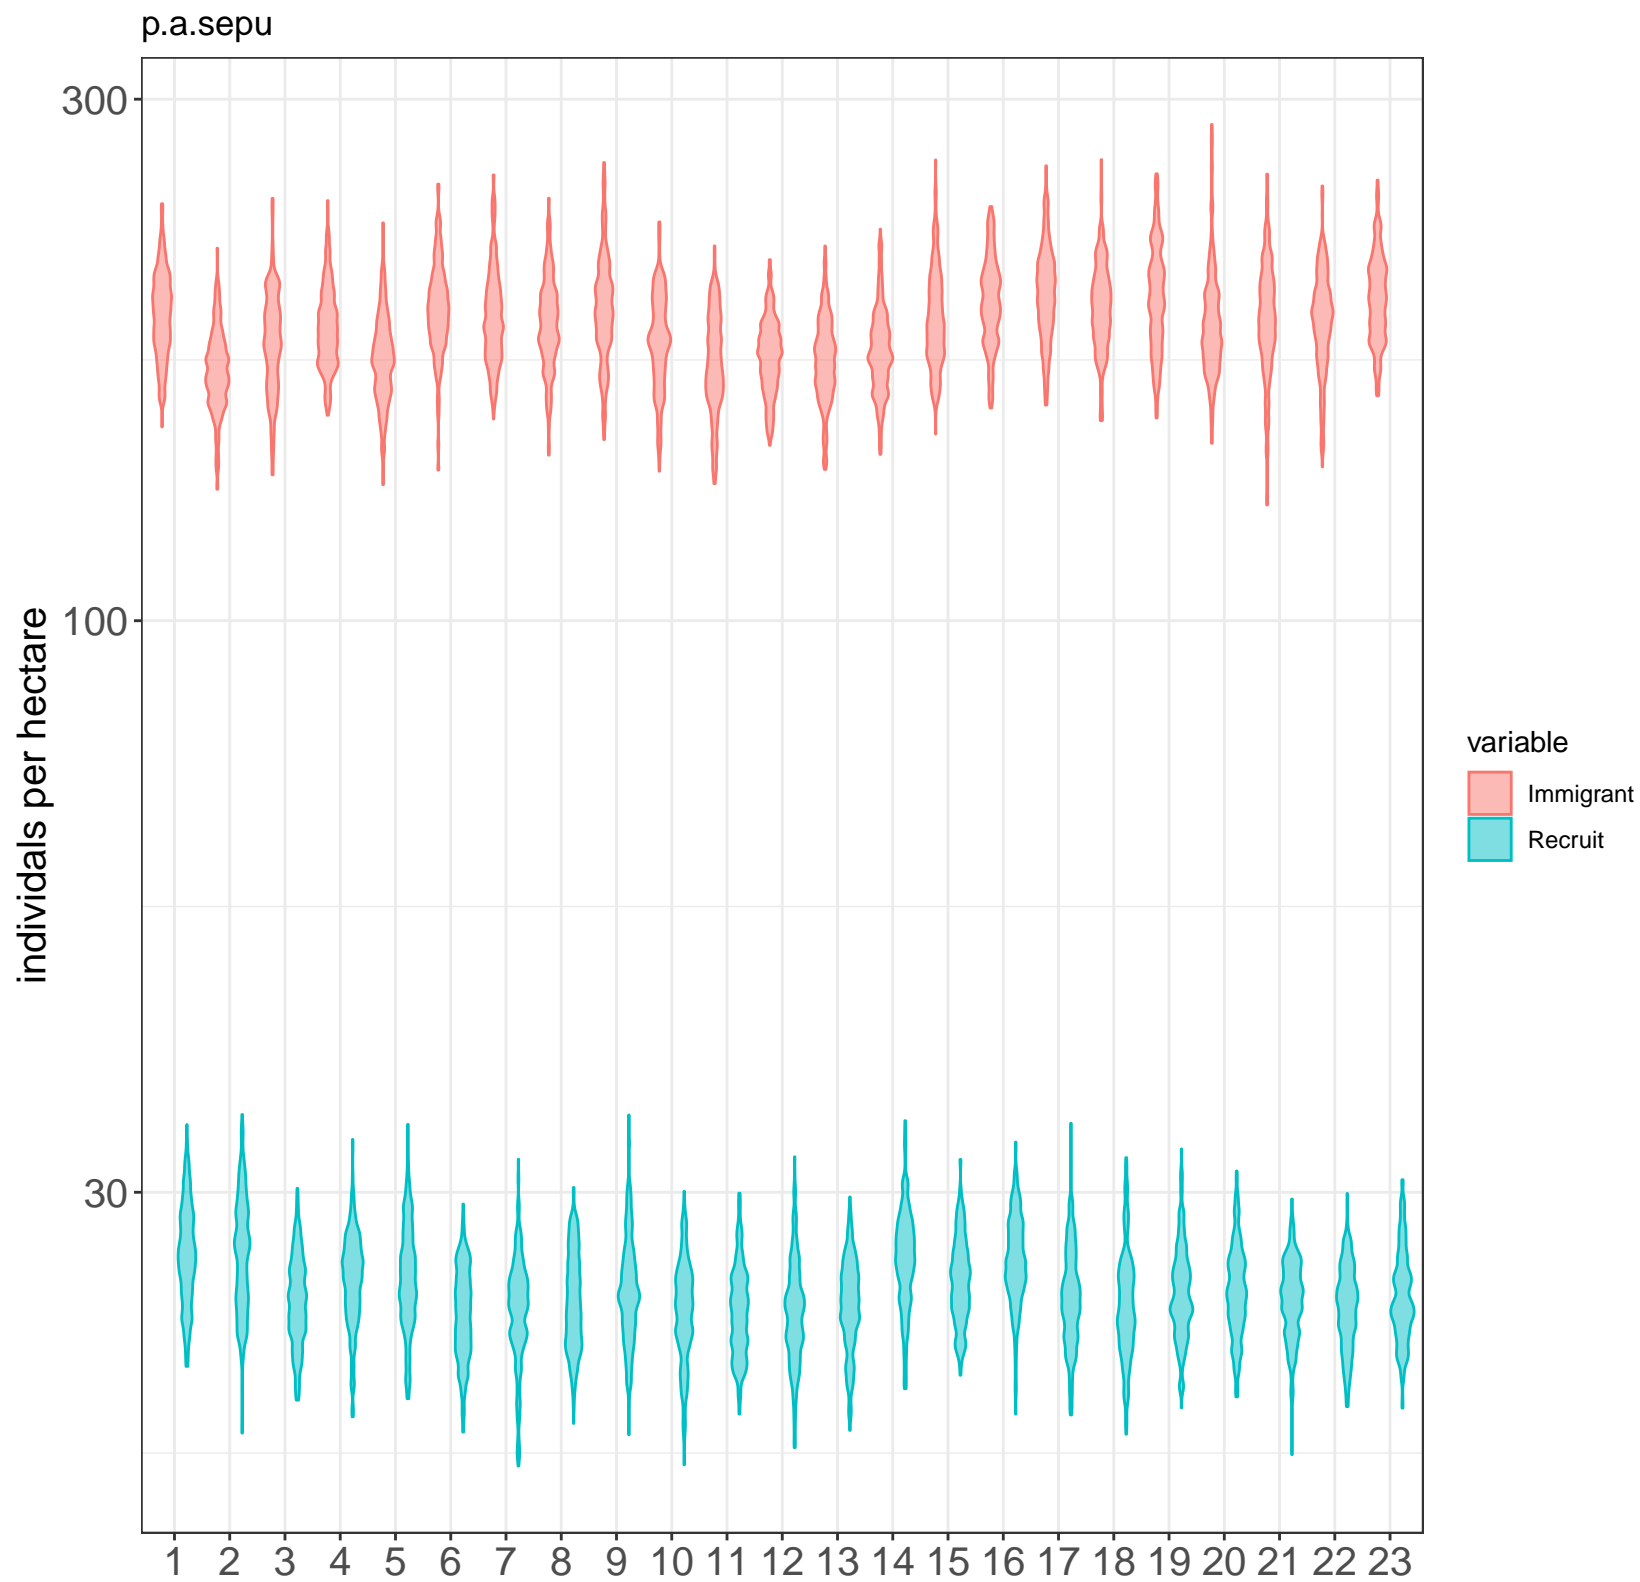 p.a.sepu
300
100
30
individals per hectare
variable
Immigrant
Recruit
1 2 3 4 5 6 7 8 9 10 11 12 13 14 15 16 17 18 19 20 21 22 23